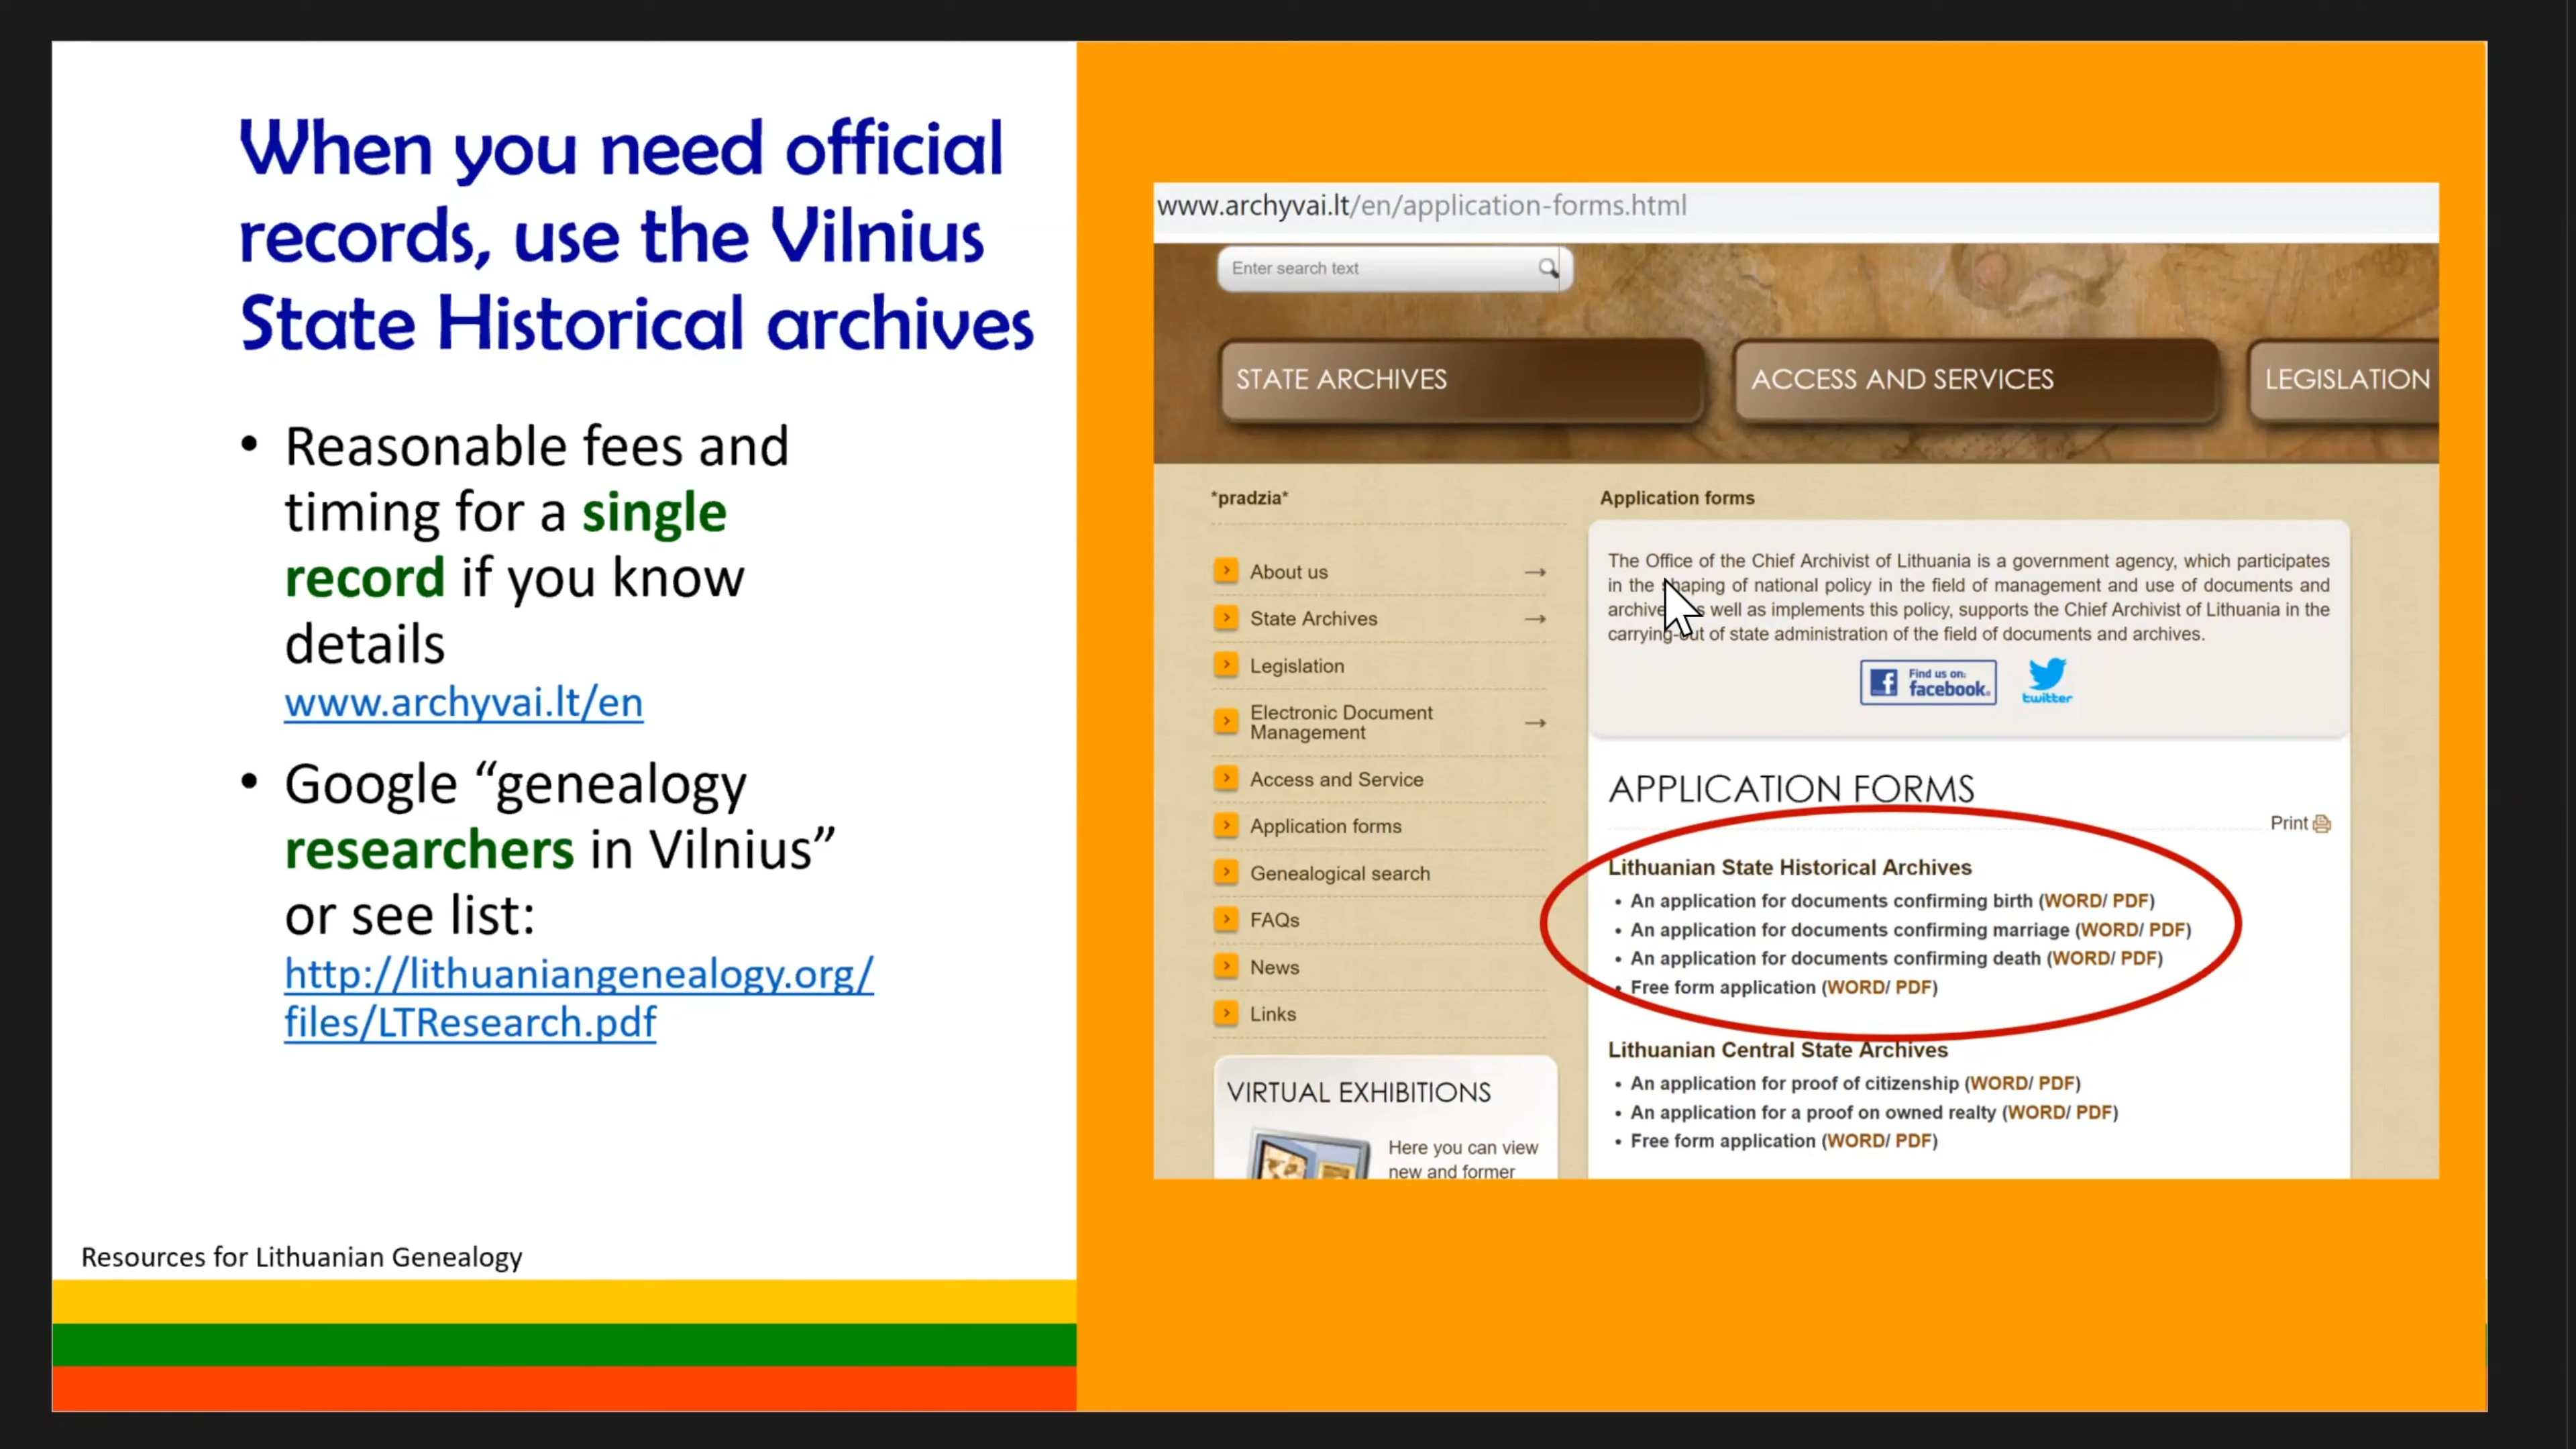 When you need official
records, use the Vilnius
State Historical archives
• Reasonable fees and
timing for a single
record if you know
details
www.archyvai.lt/en
• Google “genealogy
researchers in Vilnius”
or see list:
http://lithuaniangenealogy.org/
files/LTResearch.pdf
Resources for Lithuanian Genealogy
www.archyvai.lt/en/application-forms.html
Enter search text
STATE ARCHIVES
ACCESS AND SERVICES
LEGISLATION
*pradzia*
About us
State Archives
Legislation
Electronic Document
Management
Access and Service
Application forms
Genealogical search
FAQs
News
Links
VIRTUAL EXHIBITIONS
Here you can view
new and former
Application forms
The Office of the Chief Archivist of Lithuania is a government agency, which participates
in the shaping of national policy in the field of management and use of documents and
well as implements this policy, supports the Chief Archivist of Lithuania in the
carrying-out of state administration of the field of documents and archives.
Find us on:
facebook
twitter
APPLICATION FORMS
Print
Lithuanian State Historical Archives
• An application for documents confirming birth (WORD/ PDF)
• An application for documents confirming marriage (WORD/ PDF)
• An application for documents confirming death (WORD/ PDF)
• Free form application (WORD/ PDF)
Lithuanian Central State Archives
• An application for proof of citizenship (WORD/ PDF)
• An application for a proof on owned realty (WORD/ PDF)
• Free form application (WORD/ PDF)